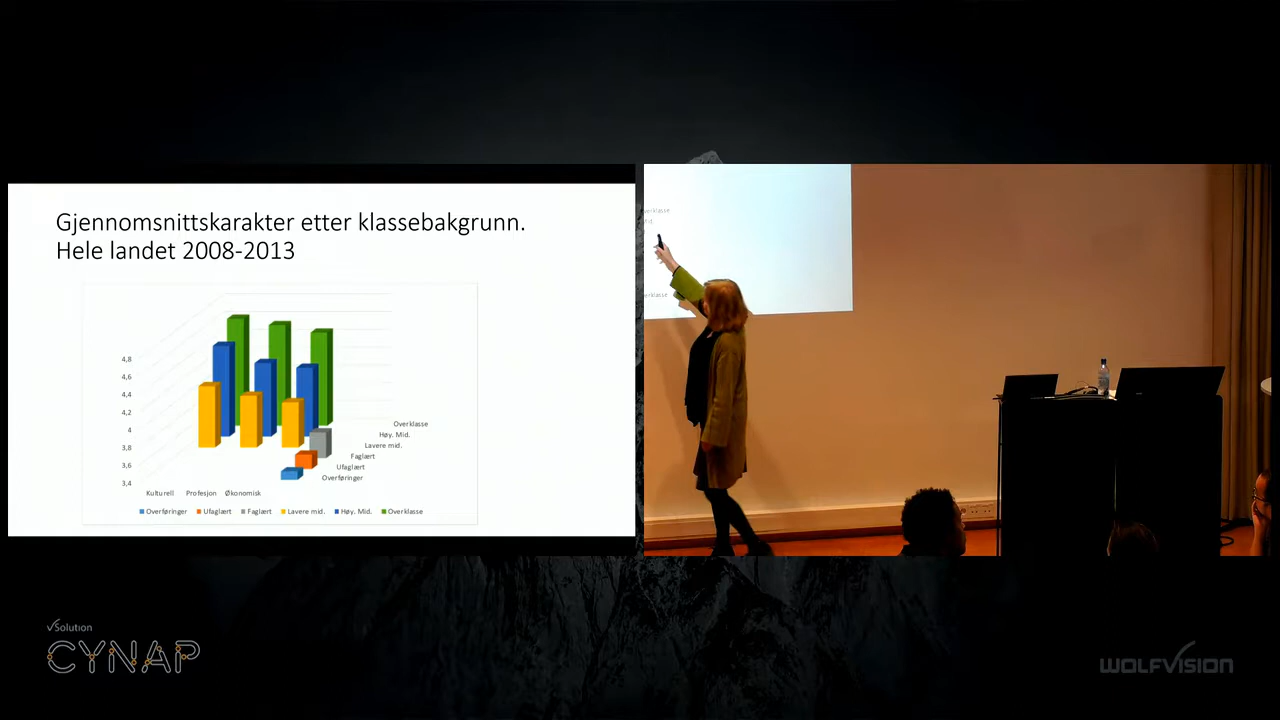 Gjennomsnittskarakter etter klassebakgrunn.
Hele landet 2008-2013
4,8
4,6
4,4
4,2
4
3,8
3,6
3,4
Overklasse
Høy. Mid.
Lavere mid.
Faglært
Ufaglært
Overføringer
Kulturell Profesjon Økonomisk
Overføringer Ufaglært Faglært Lavere mid. Høy. Mid. Overklasse
vSolution
CYNAP
WOLFVISION